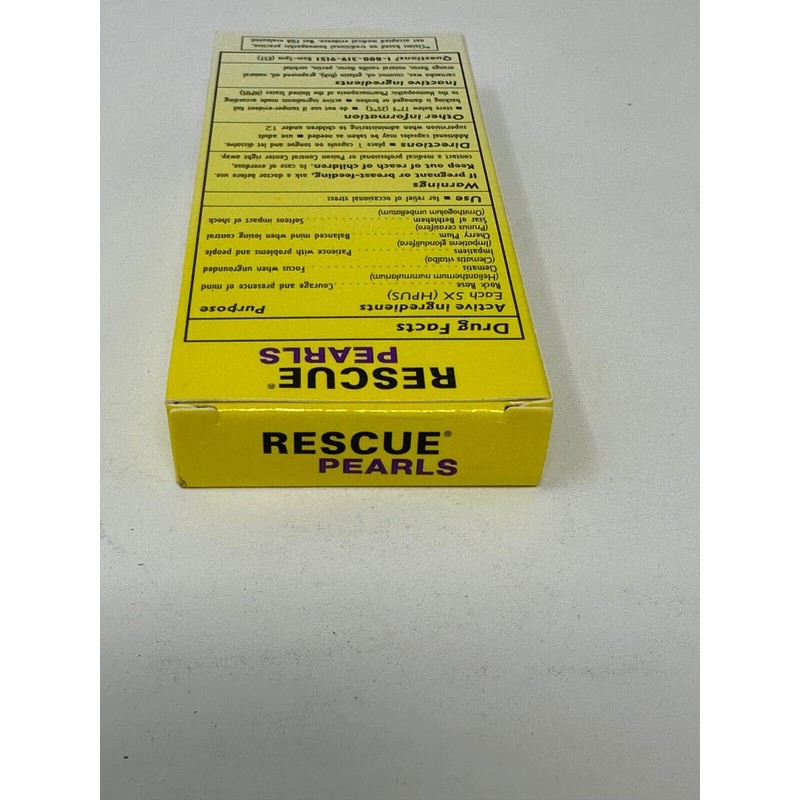 RESCUE®
PEARLS
RESCUE®
PEARLS
Drug Facts
Active ingredients Purpose
Each 5X (HPUS)
Rock Rose Courage and presence of mind
(Helianthemum nummularium)
Clematis Focus when ungrounded
(Clematis vitalba)
Impatiens Patience with problems and people
(Impatiens glandulifera)
Cherry Plum Balanced mind when losing control
(Prunus cerasifera)
Star of Bethlehem Softens impact of shock
(Ornithogalum umbellatum)
Use ■ for relief of occasional stress
Warnings
If pregnant or breast-feeding, ask a doctor before use.
Keep out of reach of children. In case of overdose,
contact medical professional or Poison Control Center right away.
Directions ■ place 1 capsule on tongue and let dissolve.
Additional capsules may be taken as needed ■ use adult
supervision when administering to children under 12
Other information
■ store below 77°f (25°C) ■ do not use if tamper-evident foil
backing is damaged or broken ■ active ingredients made according
to the Homeopathic Pharmacopoeia of the United States (HPUS)
Inactive ingredients
carnauba wax, coconut oil, gelatin (fish), grapeseed oil, natural
orange flavor, natural vanilla flavor, pectin, sorbitol
Questions? 1-800-319-9151 8am-5pm (EST)
*Claims based on traditional homeopathic practice,
not accepted medical evidence. Not FDA evaluated